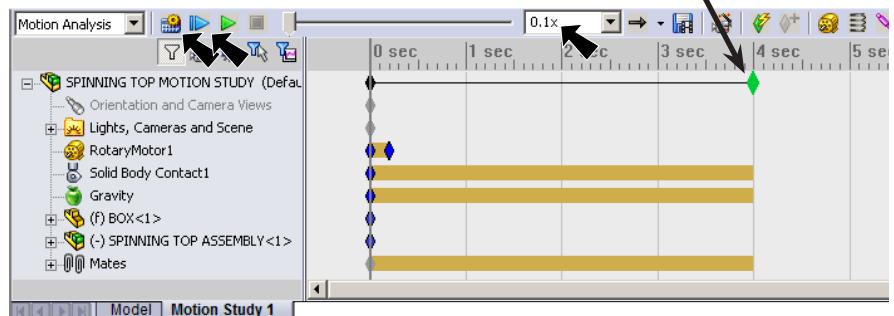 Motion Analysis
0.1x
0 sec 1 sec 2 sec 3 sec 4 sec 5 se
SPINNING TOP MOTION STUDY (Defau
Orientation and Camera Views
Lights, Cameras and Scene
RotaryMotor1
Solid Body Contact1
Gravity
(f) BOX<1>
(-) SPINNING TOP ASSEMBLY<1>
Mates
Model Motion Study 1